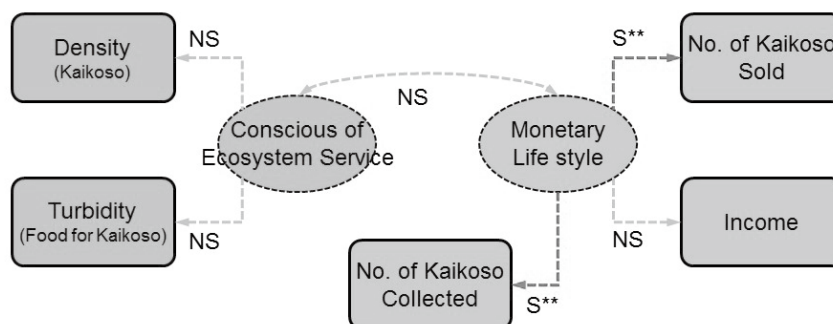 Density
(Kaikoso)
NS
S**
No. of Kaikoso
Sold
NS
Conscious of
Ecosystem Service
Monetary
Life style
Turbidity
(Food for Kaikoso)
NS
No. of Kaikoso
Collected
S**
NS
Income